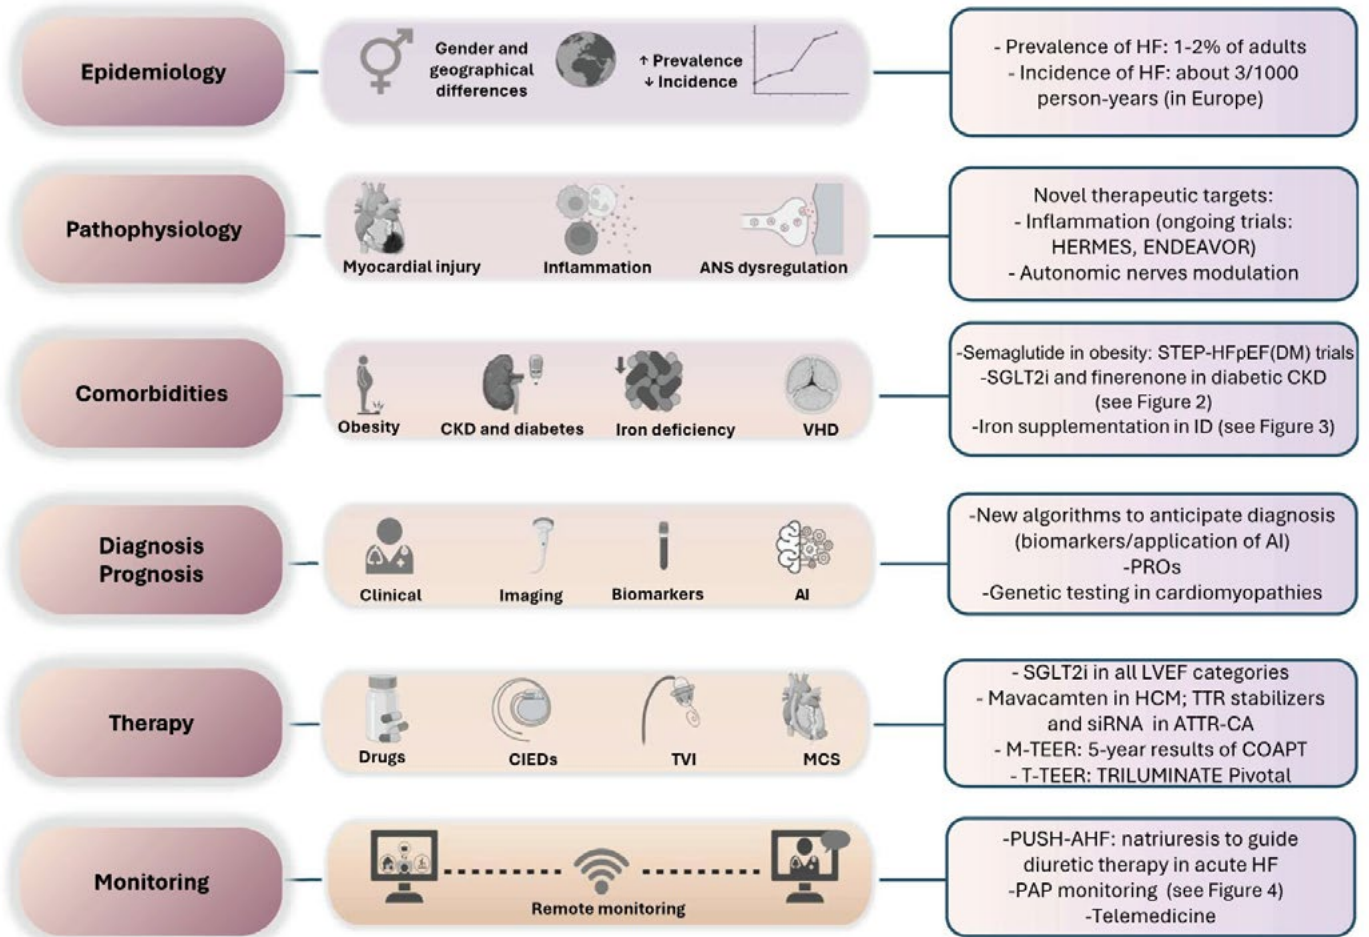 Epidemiology
Gender and
geographical
differences
↑ Prevalence
↓ Incidence
- Prevalence of HF: 1-2% of adults
- Incidence of HF: about 3/1000
person-years (in Europe)
Pathophysiology
Myocardial injury
Inflammation
ANS dysregulation
Novel therapeutic targets:
- Inflammation (ongoing trials:
HERMES, ENDEAVOR)
- Autonomic nerves modulation
Comorbidities
Obesity
CKD and diabetes
Iron deficiency
VHD
-Semaglutide in obesity: STEP-HFpEF(DM) trials
-SGLT2i and finerenone in diabetic CKD
(see Figure 2)
-Iron supplementation in ID (see Figure 3)
Diagnosis
Prognosis
Clinical
Imaging
Biomarkers
AI
-New algorithms to anticipate diagnosis
(biomarkers/application of AI)
-PROs
-Genetic testing in cardiomyopathies
Therapy
Drugs
CIEDs
TVI
MCS
- SGLT2i in all LVEF categories
- Mavacamten in HCM; TTR stabilizers
and siRNA in ATTR-CA
- M-TEER: 5-year results of COAPT
- T-TEER: TRILUMINATE Pivotal
Monitoring
Remote monitoring
-PUSH-AHF: natriuresis to guide
diuretic therapy in acute HF
-PAP monitoring (see Figure 4)
-Telemedicine